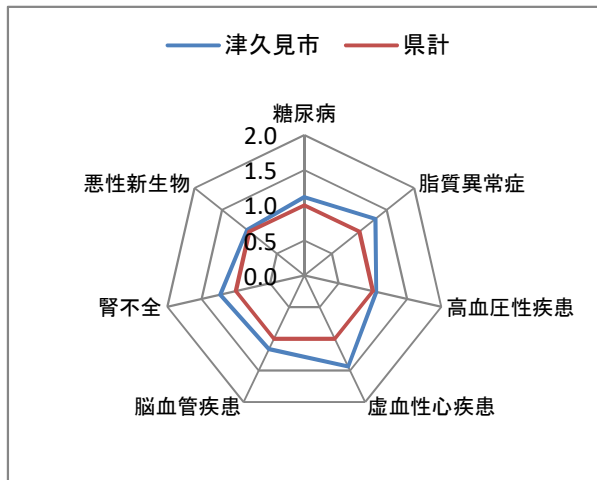 津久見市 県計
糖尿病
2.0
1.5
1.0
0.5
0.0
脂質異常症
高血圧性疾患
虚血性心疾患
脳血管疾患
腎不全
悪性新生物